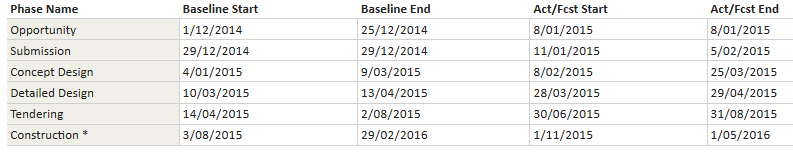 Phase Name Baseline Start Baseline End Act/Fcst Start Act/Fcst End
Opportunity 1/12/2014 25/12/2014 8/01/2015 8/01/2015
Submission 29/12/2014 29/12/2014 11/01/2015 5/02/2015
Concept Design 4/01/2015 9/03/2015 8/02/2015 25/03/2015
Detailed Design 10/03/2015 13/04/2015 28/03/2015 29/04/2015
Tendering 14/04/2015 2/08/2015 30/06/2015 31/08/2015
Construction * 3/08/2015 29/02/2016 1/11/2015 1/05/2016